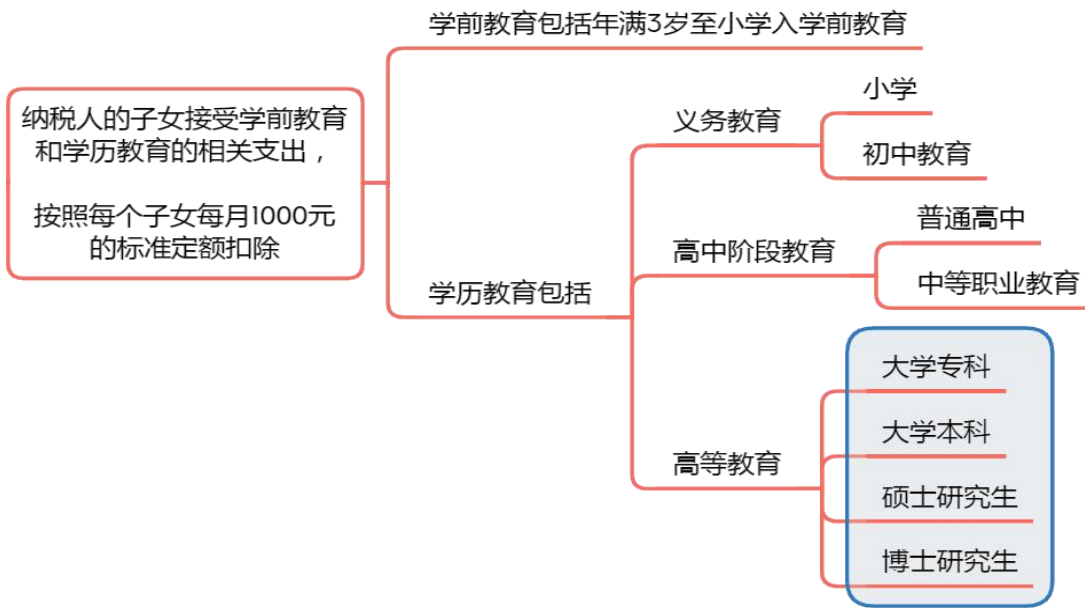 学前教育包括年满3岁至小学入学前教育
纳税人的子女接受学前教育
和学历教育的相关支出，
按照每个子女每月1000元
的标准定额扣除
学历教育包括
义务教育
小学
初中教育
高中阶段教育
普通高中
中等职业教育
高等教育
大学专科
大学本科
硕士研究生
博士研究生